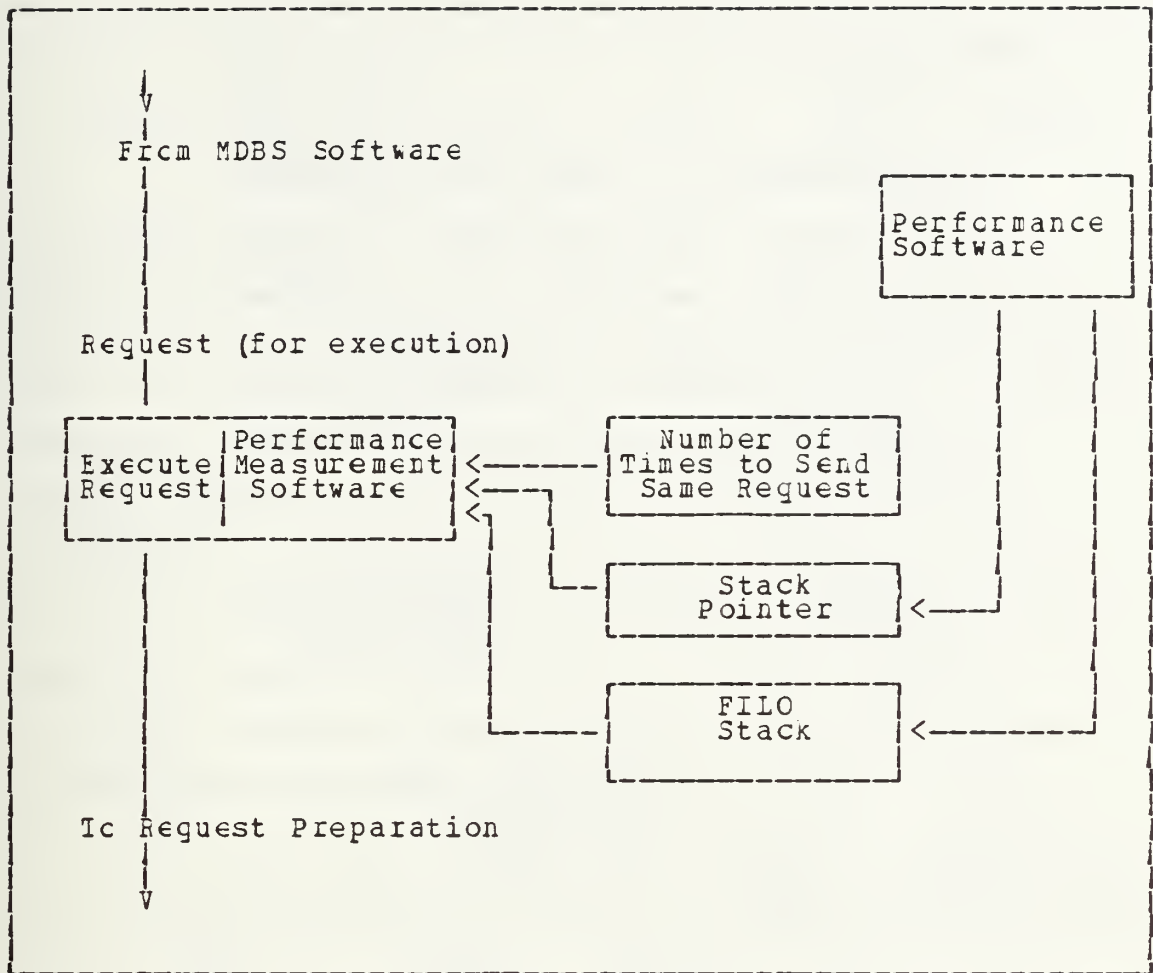 From MDBS Software
Performance
Software
Request (for execution)
Execute
Request
Performance
Measurement
Software
Number of
Times to Send
Same Request
Stack
Pointer
FILO
Stack
To Request Preparation